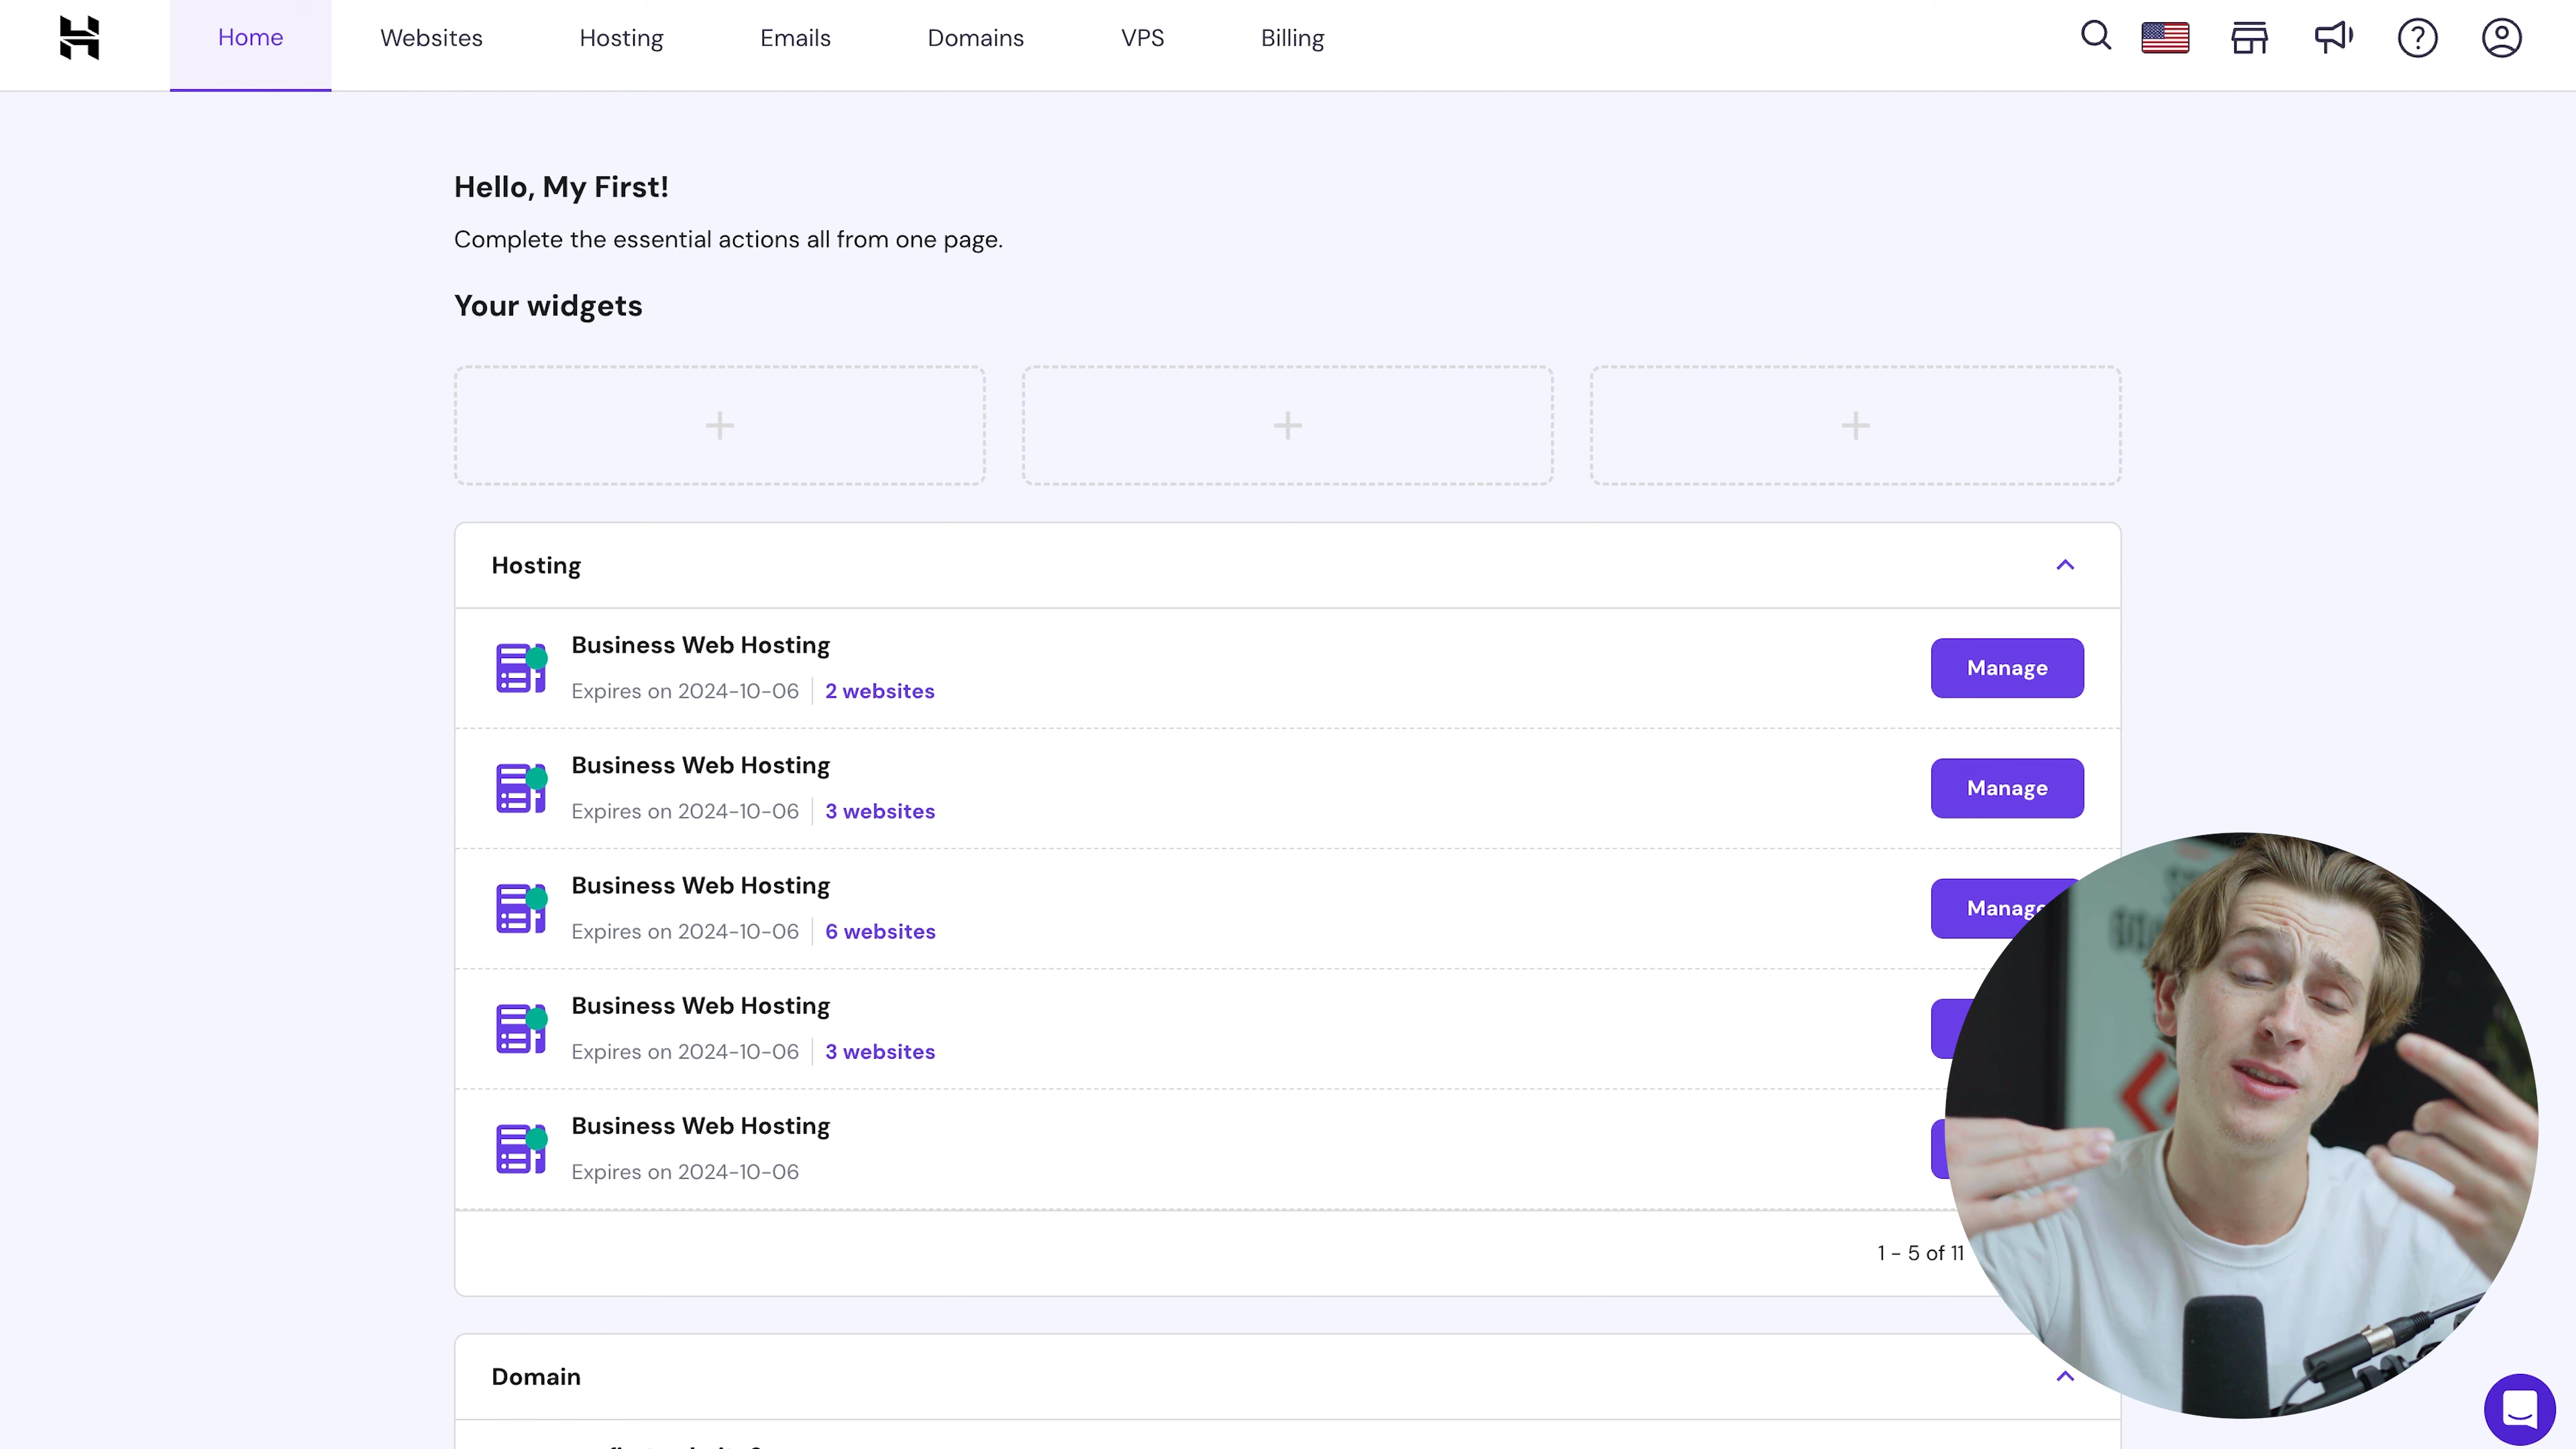 Home Websites Hosting Emails Domains VPS Billing
Hello, My First!
Complete the essential actions all from one page.
Your widgets
Hosting
Business Web Hosting
Expires on 2024-10-06 2 websites
Manage
Business Web Hosting
Expires on 2024-10-06 3 websites
Manage
Business Web Hosting
Expires on 2024-10-06 6 websites
Manage
Business Web Hosting
Expires on 2024-10-06 3 websites
Business Web Hosting
Expires on 2024-10-06
1 - 5 of 11
Domain